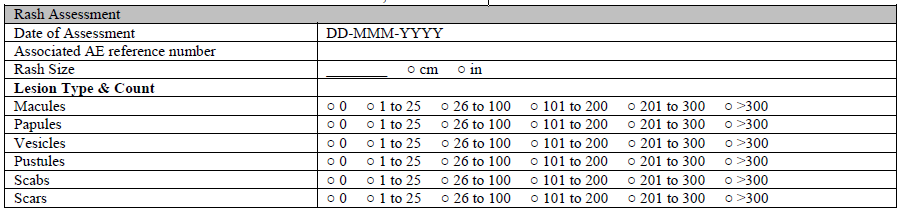 Rash Assessment
Date of Assessment DD-MMM-YYYY
Associated AE reference number
Rash Size ________ ○ cm ○ in
Lesion Type & Count
Macules ○ 0 ○ 1 to 25 ○ 26 to 100 ○ 101 to 200 ○ 201 to 300 ○ >300
Papules ○ 0 ○ 1 to 25 ○ 26 to 100 ○ 101 to 200 ○ 201 to 300 ○ >300
Vesicles ○ 0 ○ 1 to 25 ○ 26 to 100 ○ 101 to 200 ○ 201 to 300 ○ >300
Pustules ○ 0 ○ 1 to 25 ○ 26 to 100 ○ 101 to 200 ○ 201 to 300 ○ >300
Scabs ○ 0 ○ 1 to 25 ○ 26 to 100 ○ 101 to 200 ○ 201 to 300 ○ >300
Scars ○ 0 ○ 1 to 25 ○ 26 to 100 ○ 101 to 200 ○ 201 to 300 ○ >300